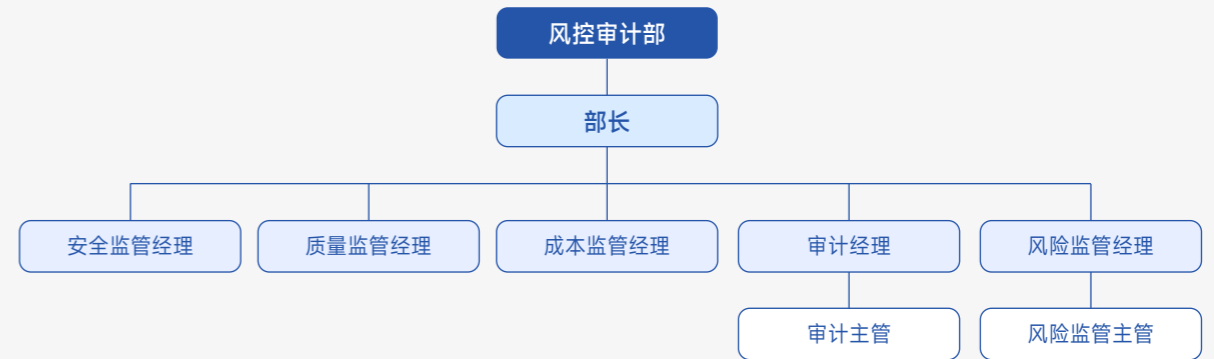 风控审计部
部长
安全监管经理
质量监管经理
成本监管经理
审计经理
风险监管经理
审计主管
风险监管主管